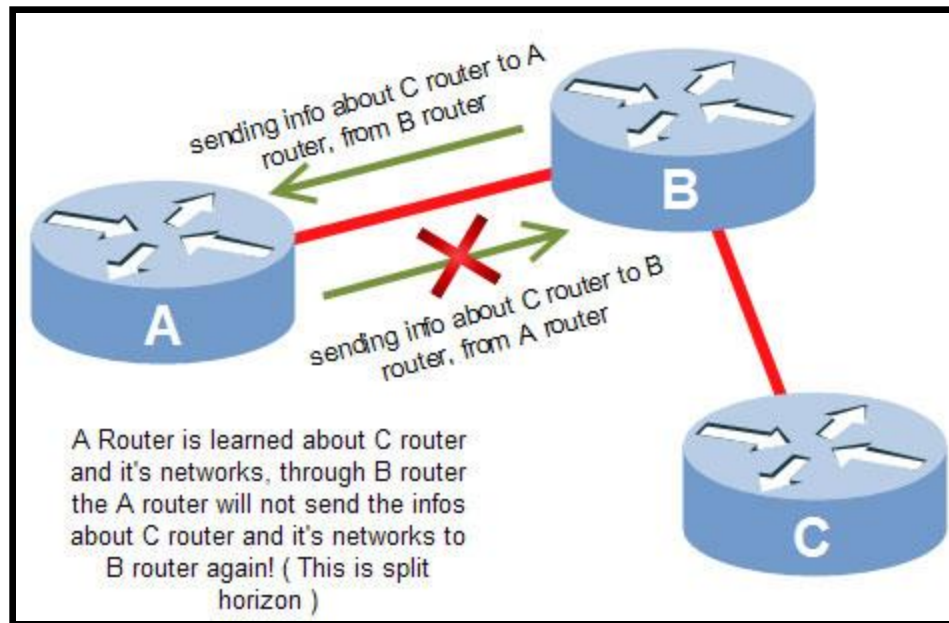 sending info about C router to A
router, from B router
B
A
sending info about C router to B
router, from A router
A Router is learned about C router
and it's networks, through B router
the A router will not send the infos
about C router and it's networks to
B router again! ( This is split
horizon )
C